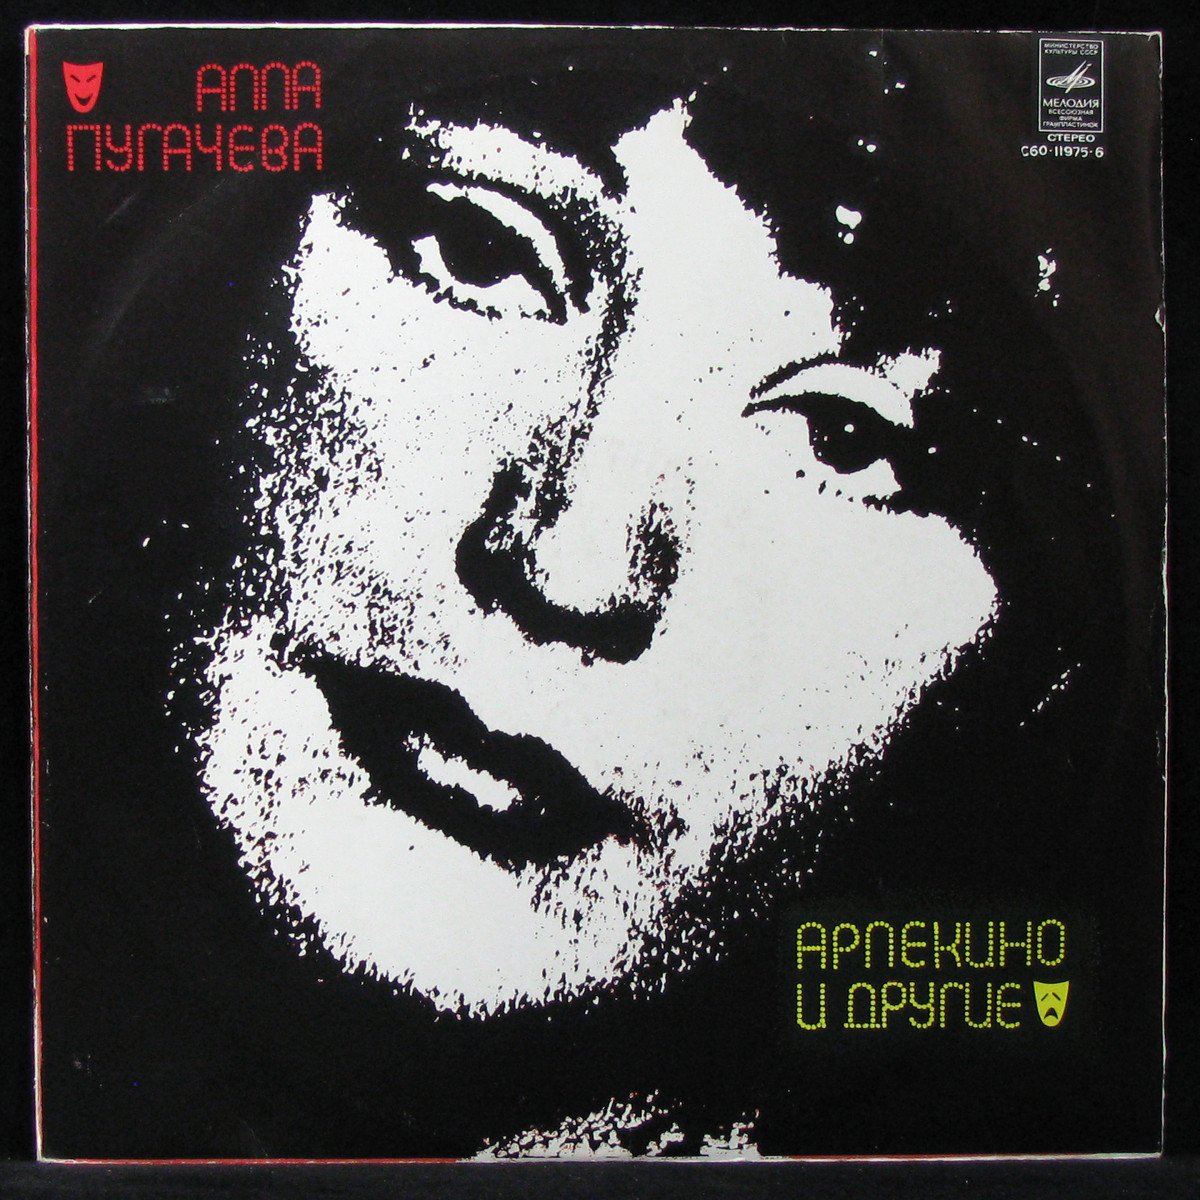 АЛЛА
ПУГАЧЕВА
МИНИСТЕРСТВО
КУЛЬТУРЫ СССР
МЕЛОДИЯ
ВСЕСОЮЗНАЯ
ФИРМА
ГРАМПЛАСТИНОК
СТЕРЕО
С60-11975-6
АРЛЕКИНО
И ДРУГИЕ